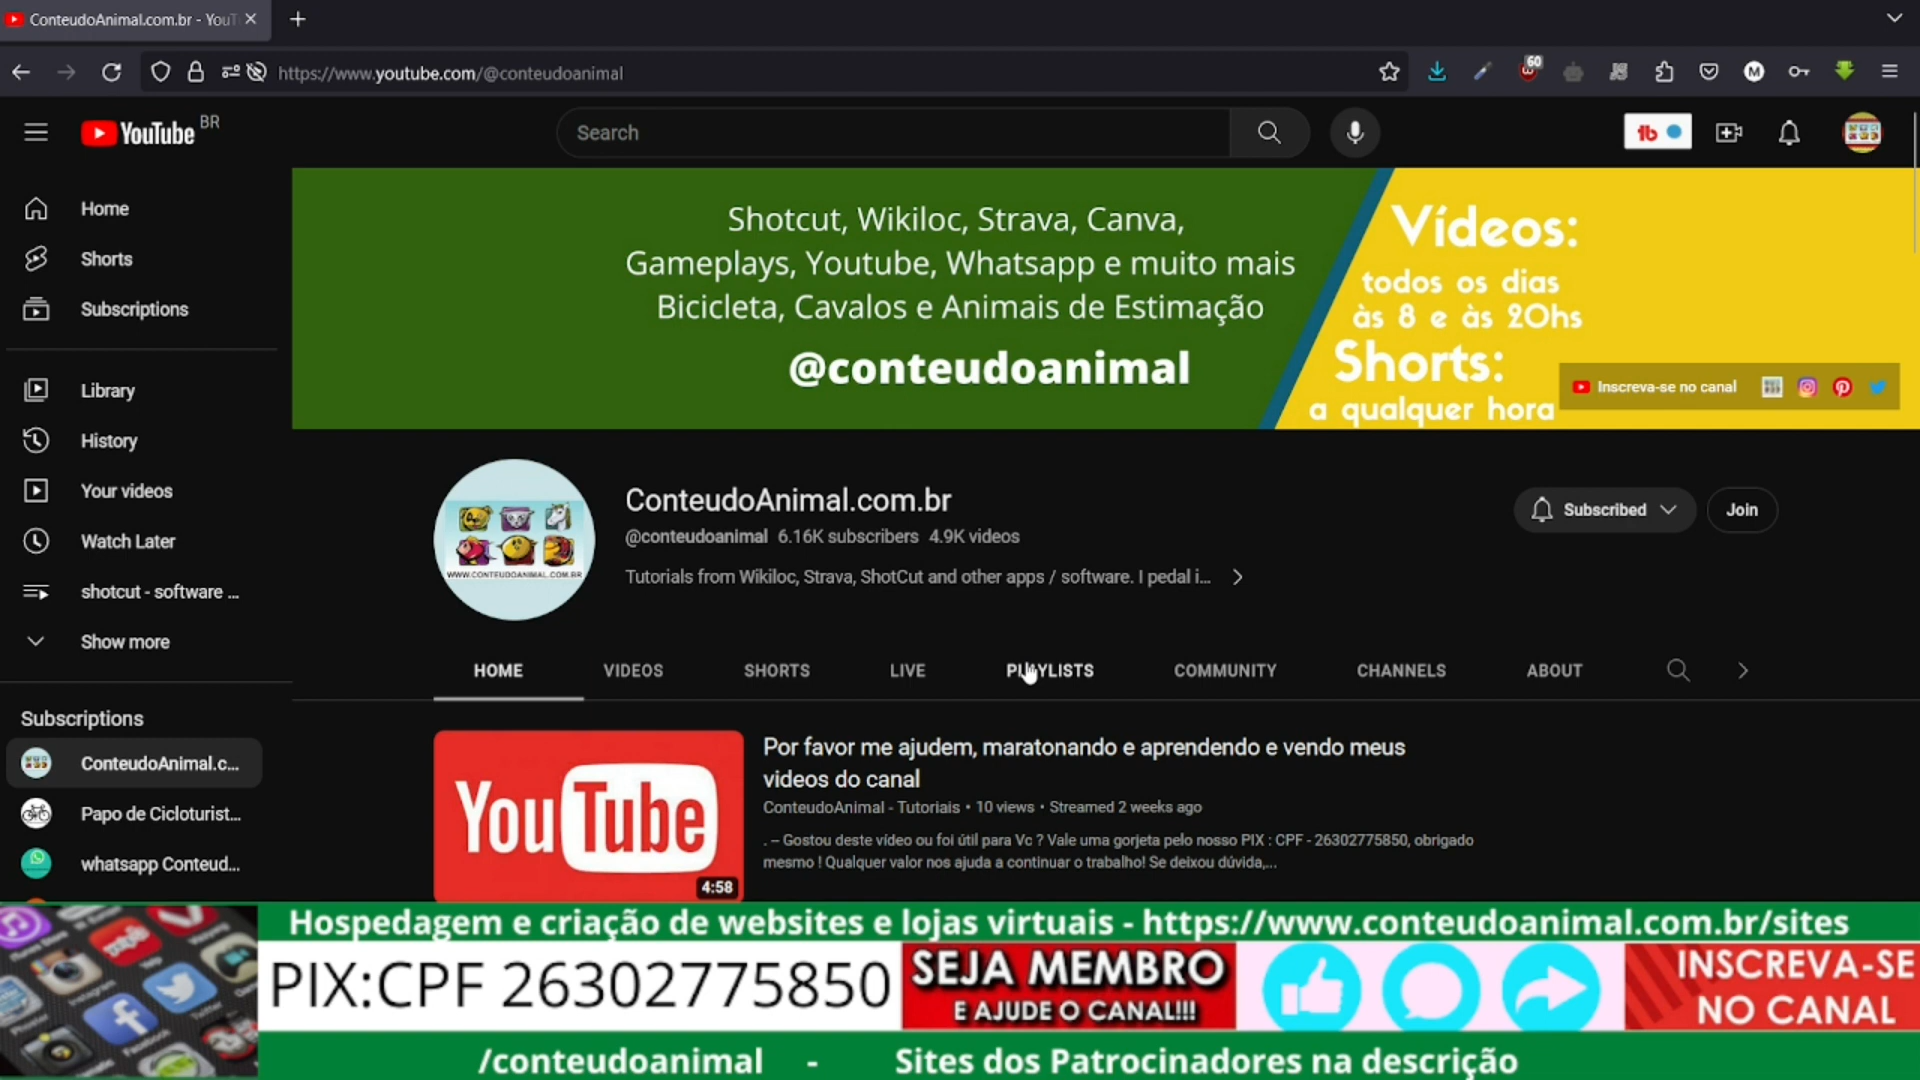 ConteudoAnimal.com.br - YouT
60
https://www.youtube.com/@conteudoanimal
M
YouTube BR
Search
Home
Shorts
Subscriptions
Library
History
Your videos
Watch Later
shotcut - software ...
Show more
Subscriptions
ConteudoAnimal.c...
Papo de Cicloturist...
whatsapp Conteud...
Shotcut, Wikiloc, Strava, Canva,
Gameplays, Youtube, Whatsapp e muito mais
Bicicleta, Cavalos e Animais de Estimação
@conteudoanimal
Vídeos:
todos os dias
às 8 e às 20hs
Shorts:
a qualquer hora
Inscreva-se no canal
WWW.CONTEUDOANIMAL.COM.BR
ConteudoAnimal.com.br
@conteudoanimal 6.16K subscribers 4.9K videos
Tutorials from Wikiloc, Strava, ShotCut and other apps / software. I pedal i...
Subscribed
Join
HOME VIDEOS SHORTS LIVE PLAYLISTS COMMUNITY CHANNELS ABOUT
YouTube
4:58
Por favor me ajudem, maratonando e aprendendo e vendo meus
videos do canal
ConteudoAnimal - Tutoriais • 10 views • Streamed 2 weeks ago
. – Gostou deste vídeo ou foi útil para Vc ? Vale uma gorjeta pelo nosso PIX : CPF - 26302775850, obrigado
mesmo ! Qualquer valor nos ajuda a continuar o trabalho! Se deixou dúvida,...
Hospedagem e criação de websites e lojas virtuais - https://www.conteudoanimal.com.br/sites
PIX:CPF 26302775850
SEJA MEMBRO
E AJUDE O CANAL!!!
INSCREVA-SE
NO CANAL
/conteudoanimal - Sites dos Patrocinadores na descrição